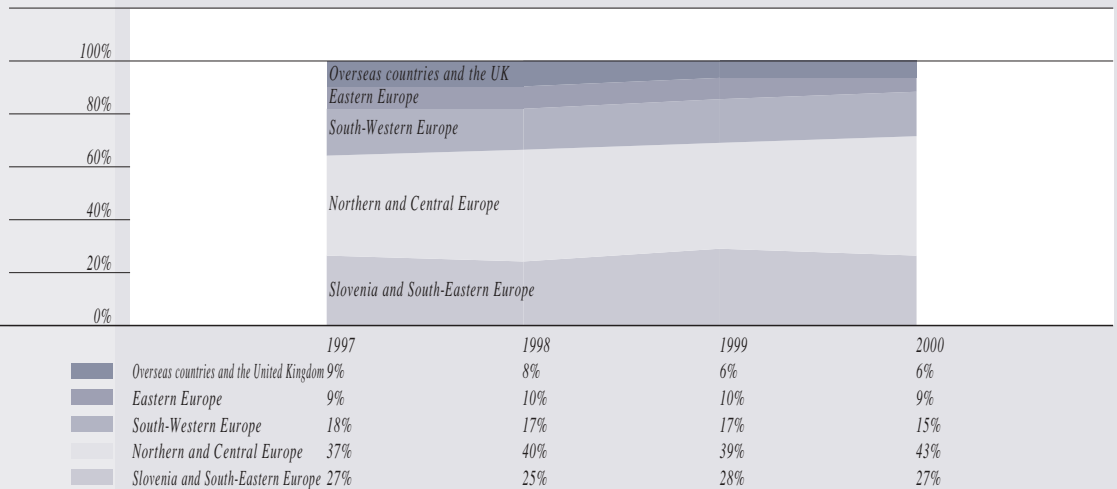 100%
Overseas countries and the UK
Eastern Europe
80%
South-Western Europe
60%
Northern and Central Europe
40%
20%
Slovenia and South-Eastern Europe
0%
1997 1998 1999 2000
Overseas countries and the United Kingdom 9% 8% 6% 6%
Eastern Europe 9% 10% 10% 9%
South-Western Europe 18% 17% 17% 15%
Northern and Central Europe 37% 40% 39% 43%
Slovenia and South-Eastern Europe 27% 25% 28% 27%